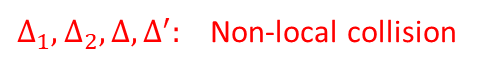 Δ₁, Δ₂, Δ, Δ′: Non-local collision